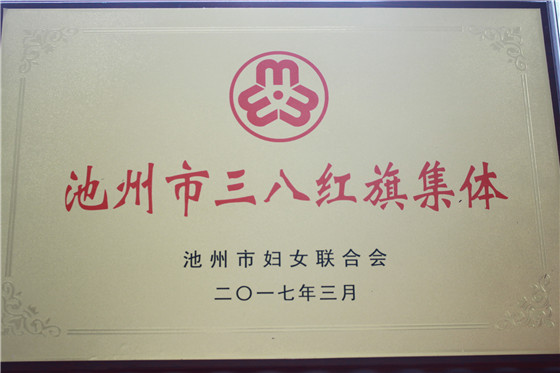 池州市三八红旗集体
池州市妇女联合会
二〇一七年三月